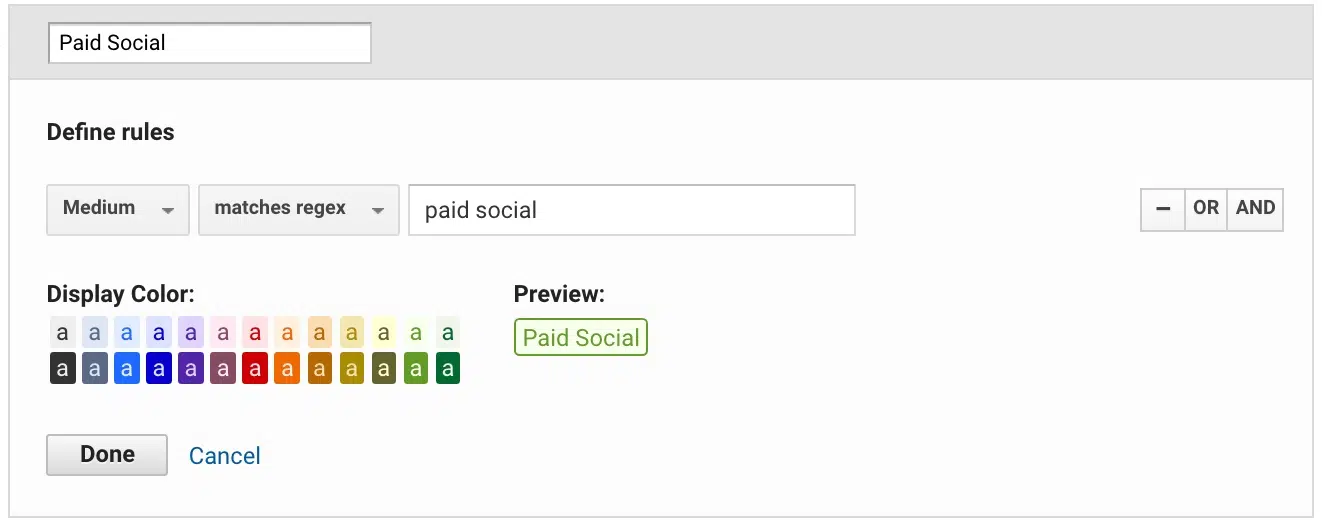 Paid Social
Define rules
Medium matches regex paid social − OR AND
Display Color: Preview:
a a a a a a a a a a a a a Paid Social
a a a a a a a a a a a a a
Done Cancel